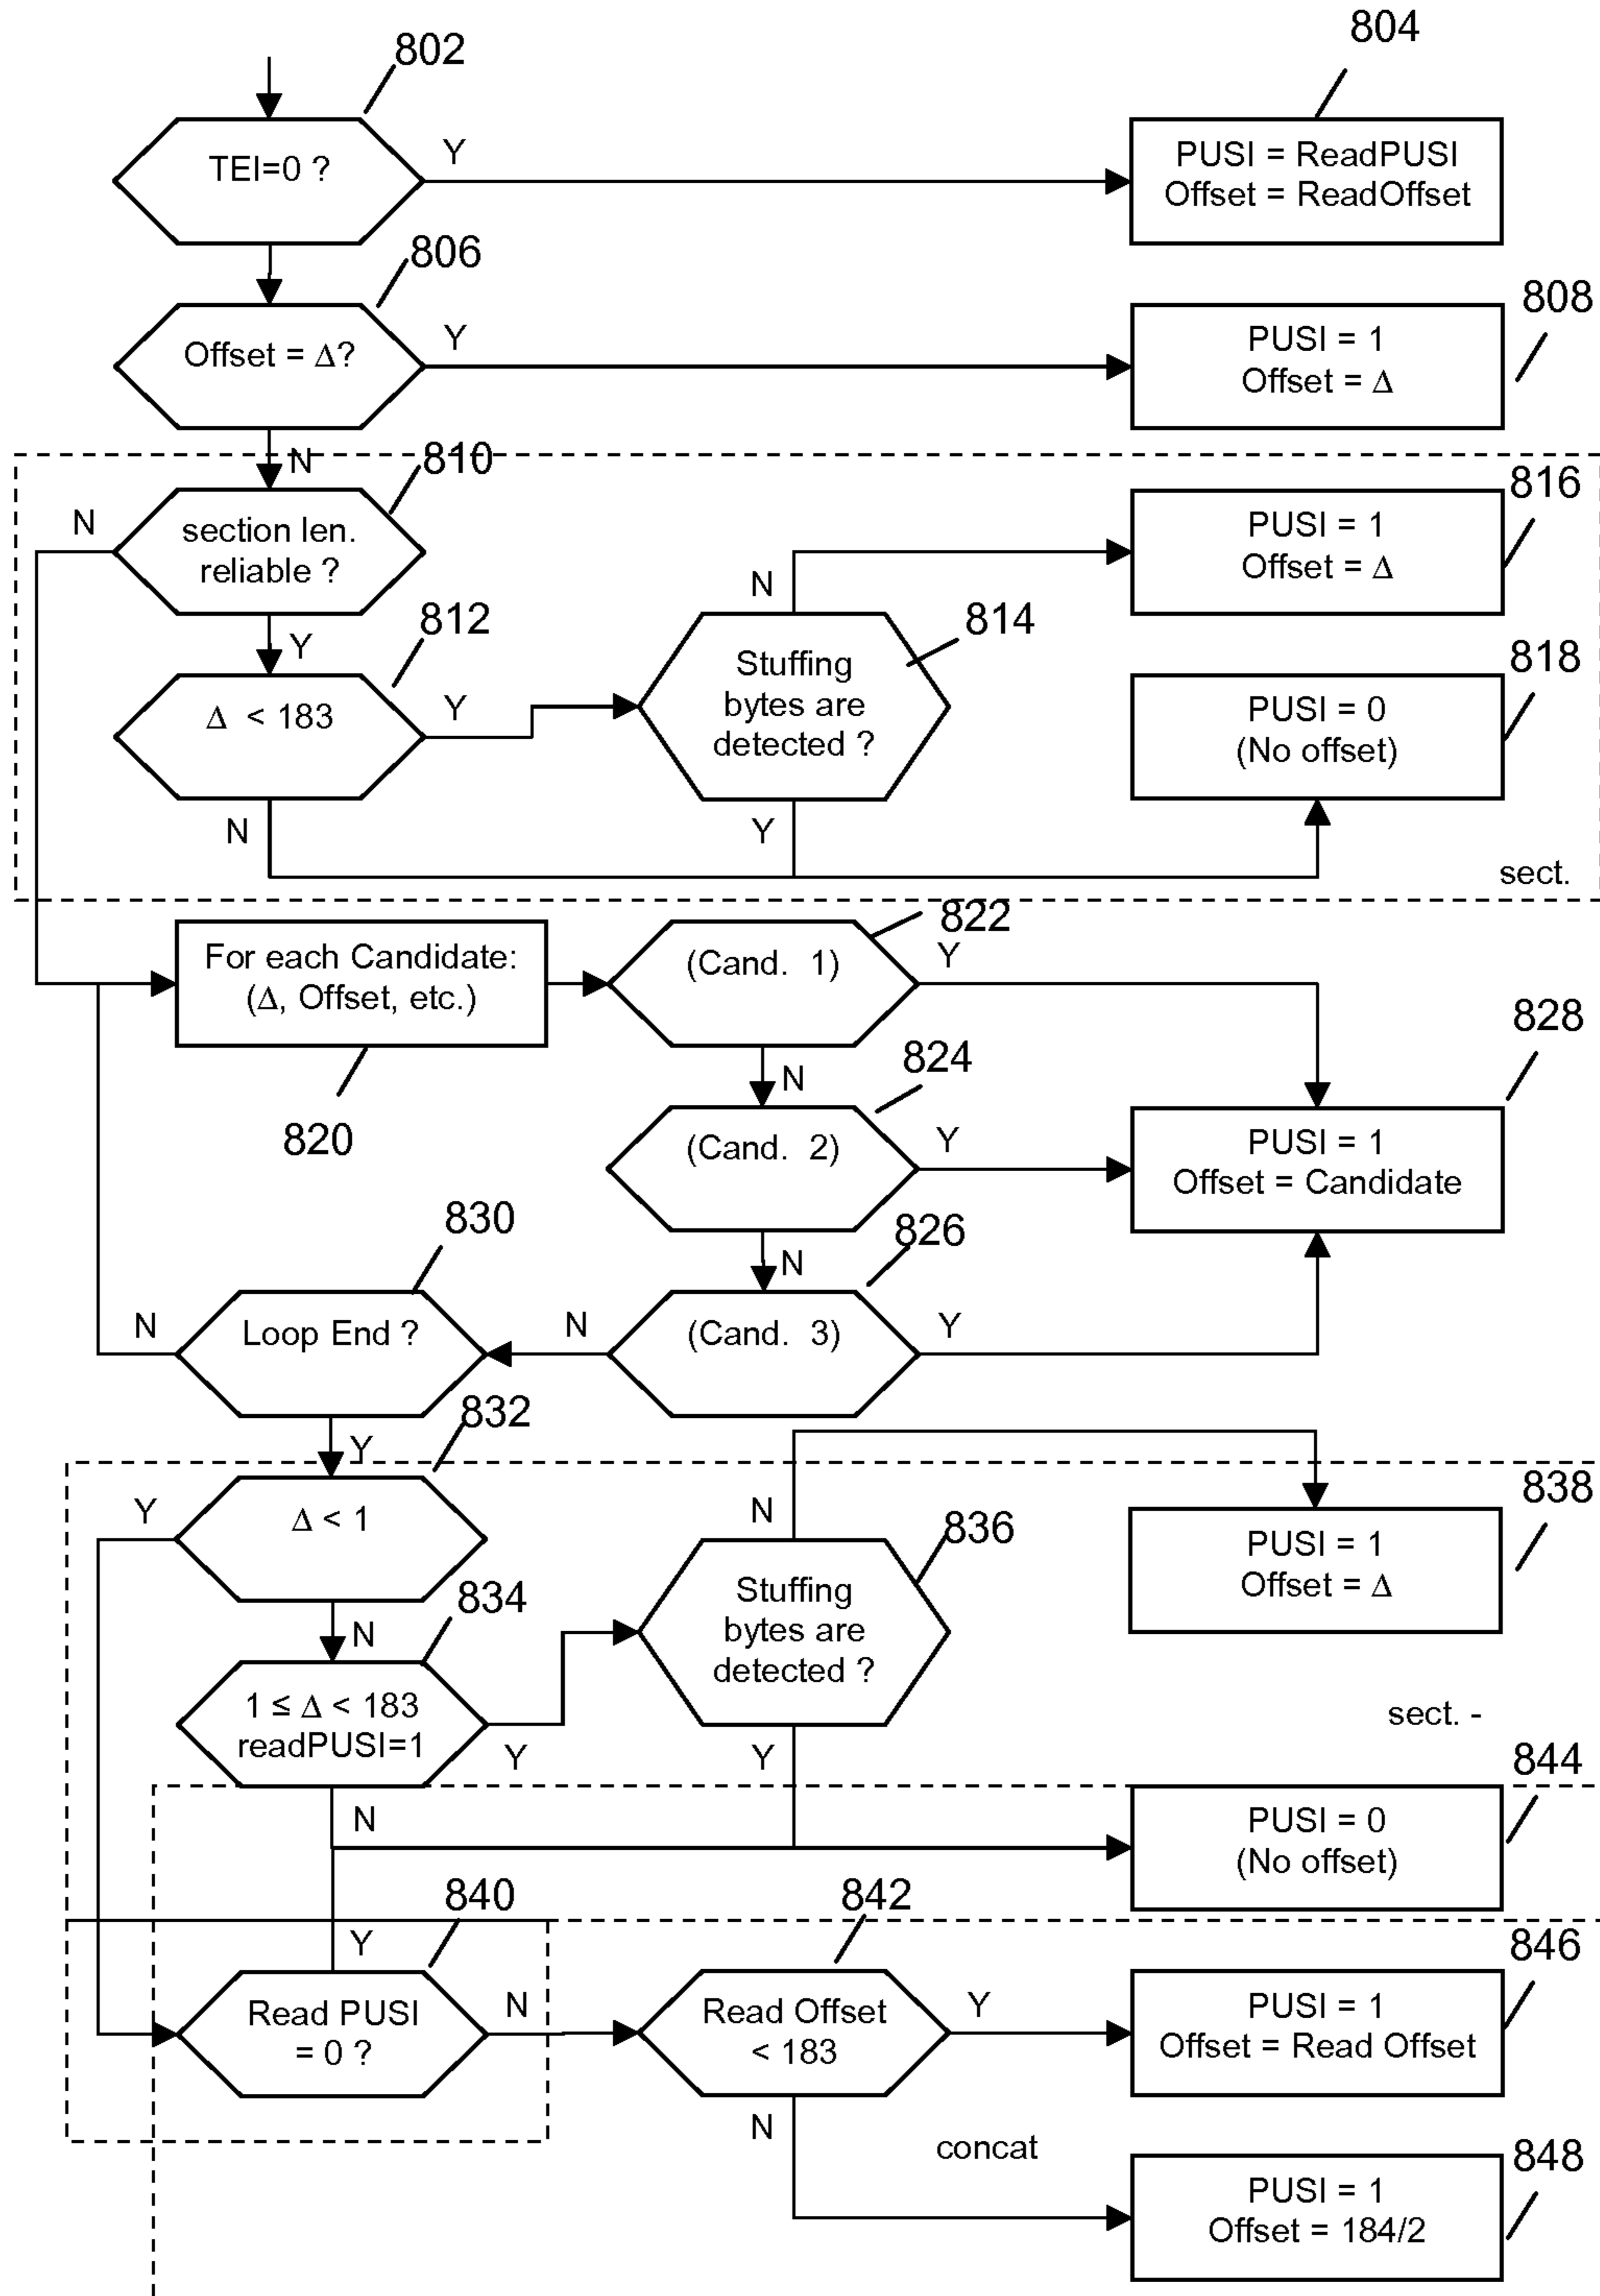 802
804
TEI=0 ?
Y
PUSI = ReadPUSI
Offset = ReadOffset
806
808
Offset = Δ?
Y
PUSI = 1
Offset = Δ
N
810
816
N
section len.
reliable ?
PUSI = 1
Offset = Δ
N
Y
812
814
818
Δ < 183
Y
Stuffing
bytes are
detected ?
PUSI = 0
(No offset)
N
Y
sect.
822
For each Candidate:
(Δ, Offset, etc.)
(Cand. 1)
Y
828
820
N
824
(Cand. 2)
Y
PUSI = 1
Offset = Candidate
830
N
826
N
Loop End ?
N
(Cand. 3)
Y
832
Y
838
Y
Δ < 1
N
836
PUSI = 1
Offset = Δ
N
834
Stuffing
bytes are
detected ?
1 ≤ Δ < 183
readPUSI=1
Y
Y
sect. -
844
N
PUSI = 0
(No offset)
840
842
Y
846
Read PUSI
= 0 ?
N
Read Offset
< 183
Y
PUSI = 1
Offset = Read Offset
N
concat
848
PUSI = 1
Offset = 184/2